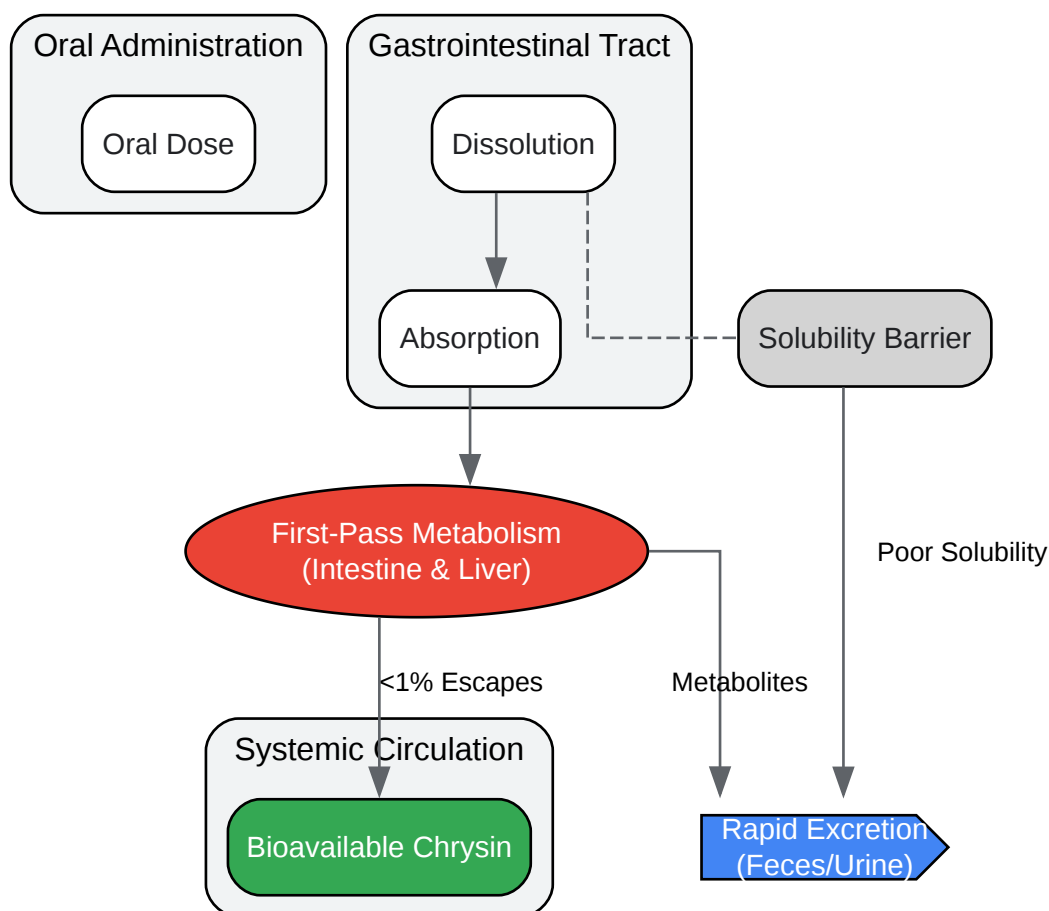 Oral Administration
Gastrointestinal Tract
Oral Dose
Dissolution
Absorption
Solubility Barrier
First-Pass Metabolism
(Intestine & Liver)
Poor Solubility
<1% Escapes
Metabolites
Systemic Circulation
Bioavailable Chrysin
Rapid Excretion
(Feces/Urine)